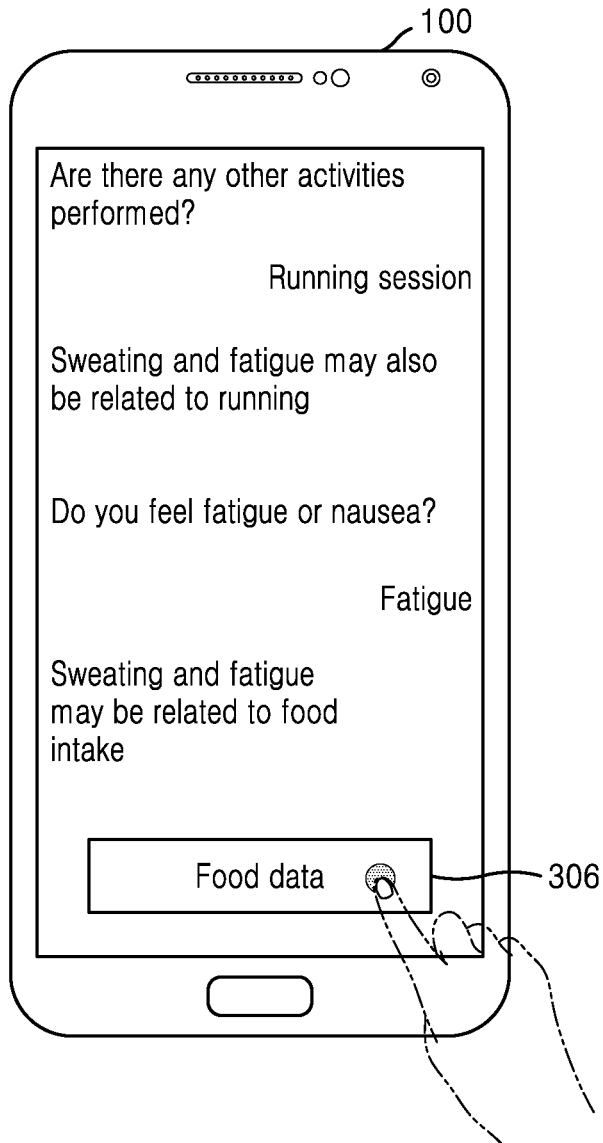 100
Are there any other activities
performed?
Running session
Sweating and fatigue may also
be related to running
Do you feel fatigue or nausea?
Fatigue
Sweating and fatigue
may be related to food
intake
Food data
306